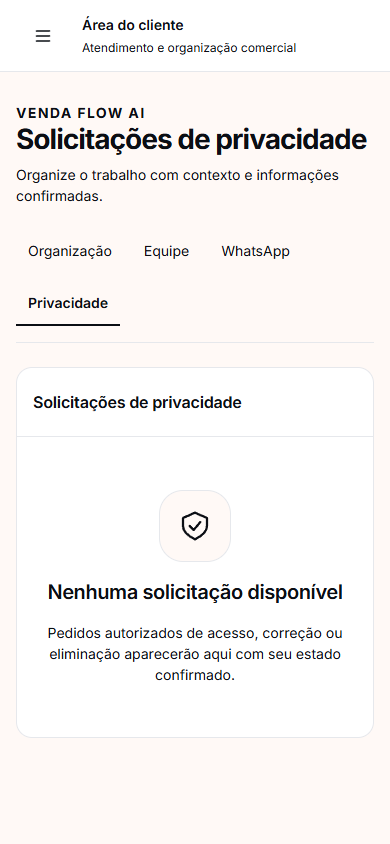 Área do cliente
Atendimento e organização comercial
VENDA FLOW AI
Solicitações de privacidade
Organize o trabalho com contexto e informações
confirmadas.
Organização Equipe WhatsApp
Privacidade
Solicitações de privacidade
Nenhuma solicitação disponível
Pedidos autorizados de acesso, correção ou
eliminação aparecerão aqui com seu estado
confirmado.